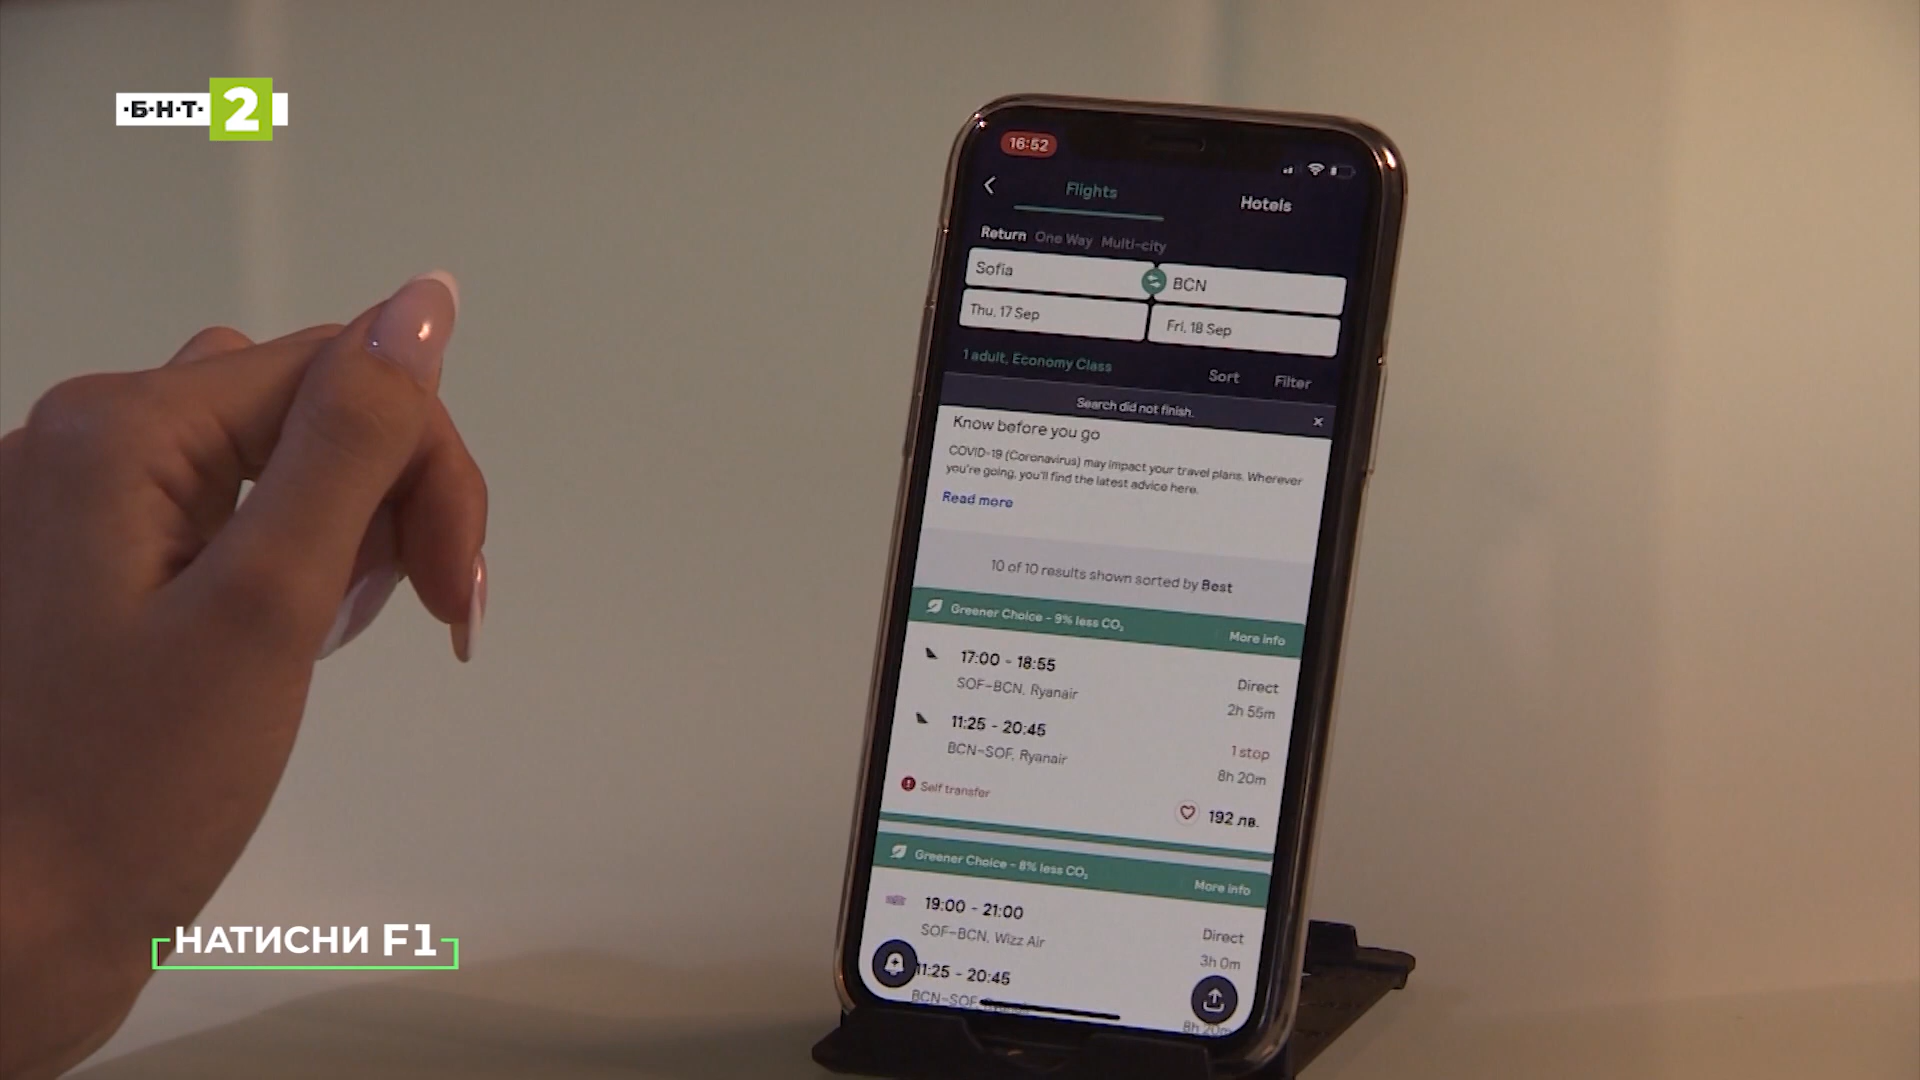 ·Б·Н·Т· 2
16:52
Flights
Hotels
Return One Way Multi-city
Sofia
BCN
Thu, 17 Sep
Fri, 18 Sep
1 adult, Economy Class
Sort
Filter
Search did not finish.
Know before you go
COVID-19 (Coronavirus) may impact your travel plans. Wherever
you're going, you'll find the latest advice here.
Read more
10 of 10 results shown sorted by Best
Greener Choice - 9% less CO₂
More info
17:00 - 18:55
SOF-BCN, Ryanair
Direct
2h 55m
11:25 - 20:45
BCN-SOF, Ryanair
1 stop
8h 20m
Self transfer
192 лв.
Greener Choice - 8% less CO₂
More info
19:00 - 21:00
SOF-BCN, Wizz Air
Direct
3h 0m
11:25 - 20:45
BCN-SOF,
8h 20m
НАТИСНИ F1